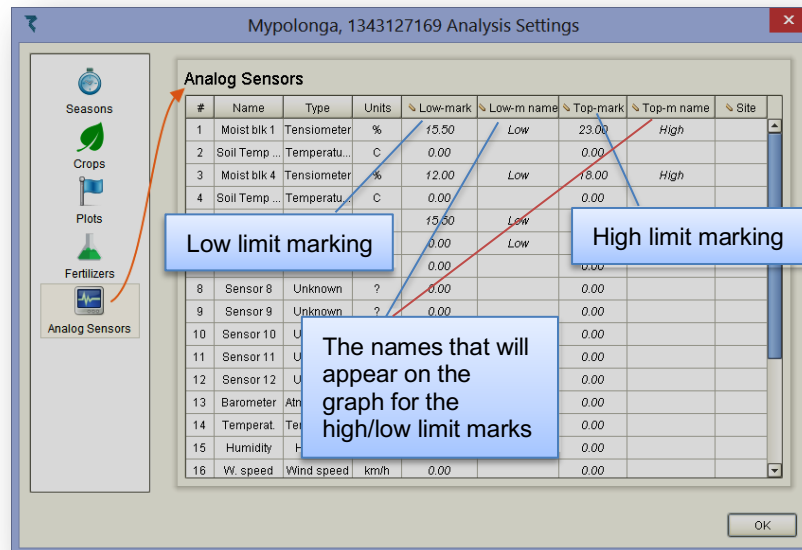 Mypolonga, 1343127169 Analysis Settings
Seasons
Crops
Plots
Fertilizers
Analog Sensors
Analog Sensors
# Name Type Units Low-mark Low-m name Top-mark Top-m name Site
1 Moist blk 1 Tensiometer % 15.50 Low 23.00 High
2 Soil Temp ... Temperatu... C 0.00 0.00
3 Moist blk 4 Tensiometer % 12.00 Low 18.00 High
4 Soil Temp ... Temperatu... C 0.00 0.00
15.50 Low
0.00 Low
0.00 0.00
8 Sensor 8 Unknown ? 0.00 0.00
9 Sensor 9 Unknown ? 0.00 0.00
10 Sensor 10 0.00
11 Sensor 11 0.00
12 Sensor 12 0.00
13 Barometer 0.00
14 Temperat. 0.00
15 Humidity 0.00
16 W. speed Wind speed km/h 0.00 0.00
Low limit marking
High limit marking
The names that will
appear on the
graph for the
high/low limit marks
OK